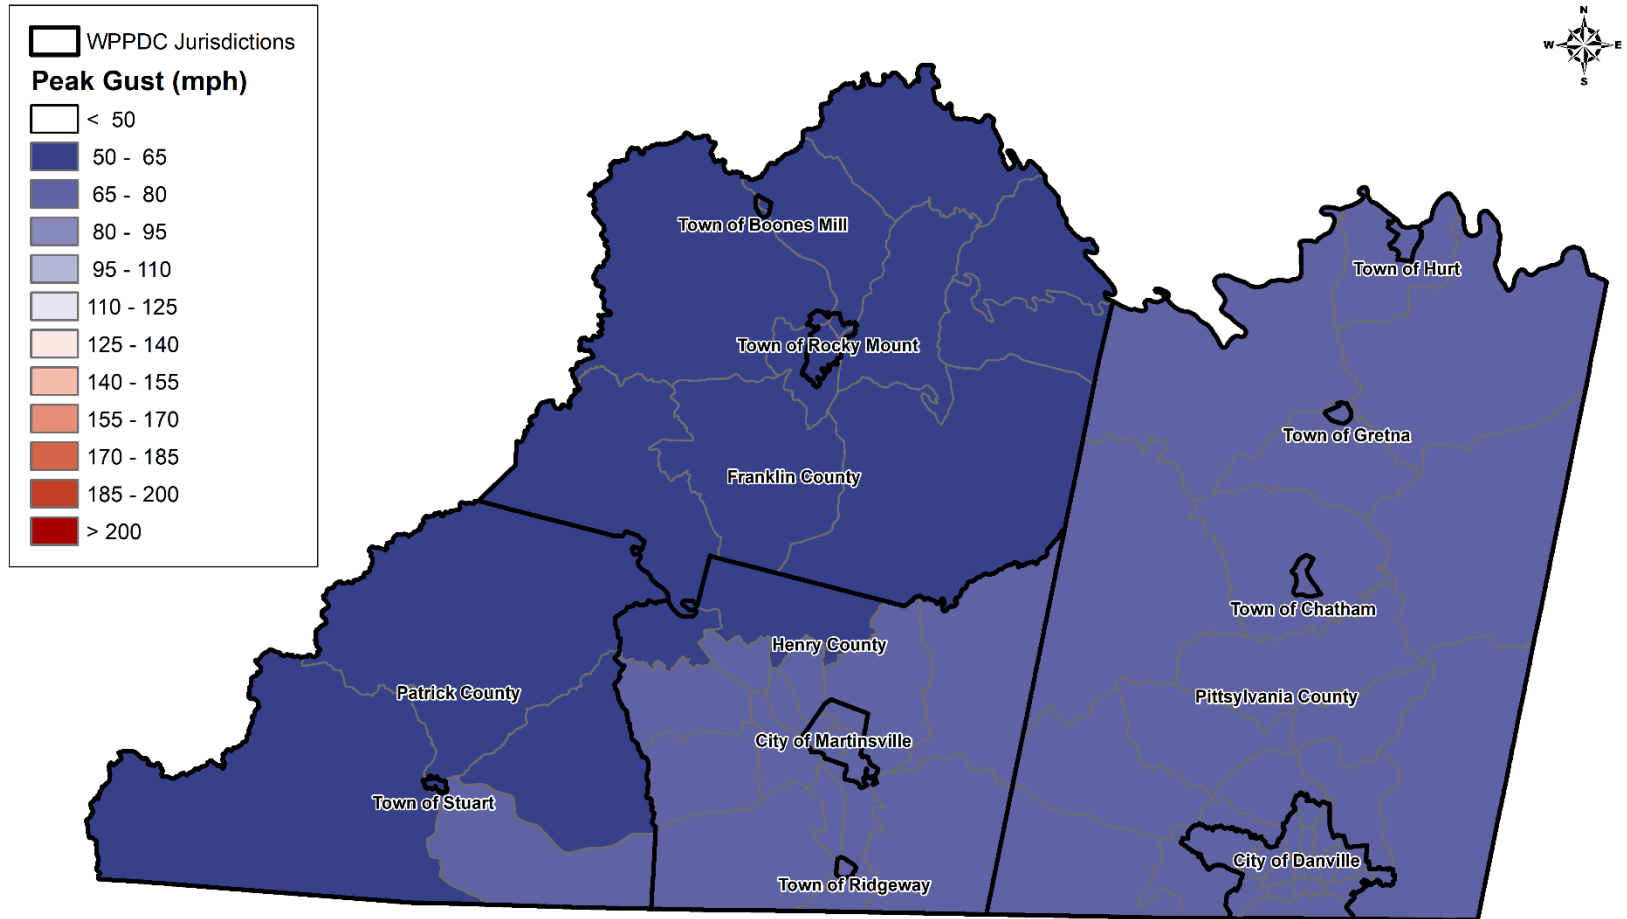 WPPDC Jurisdictions
Peak Gust (mph)
< 50
50 - 65
65 - 80
80 - 95
95 - 110
110 - 125
125 - 140
140 - 155
155 - 170
170 - 185
185 - 200
> 200
N
W E
S
Town of Boones Mill
Town of Hurt
Town of Rocky Mount
Town of Gretna
Franklin County
Town of Chatham
Henry County
Patrick County
Pittsylvania County
City of Martinsville
Town of Stuart
City of Danville
Town of Ridgeway